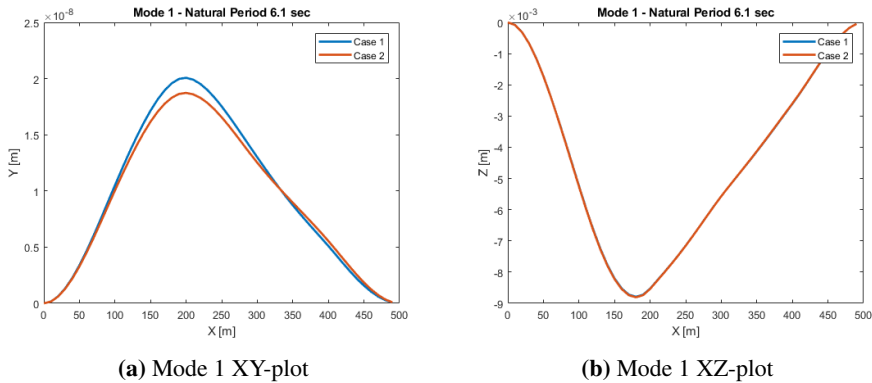 Mode 1 - Natural Period 6.1 sec
×10⁻⁸
2.5
2
1.5
1
0.5
0
Y [m]
Case 1
Case 2
0 50 100 150 200 250 300 350 400 450 500
X [m]
(a) Mode 1 XY-plot
Mode 1 - Natural Period 6.1 sec
×10⁻³
0
-1
-2
-3
-4
-5
-6
-7
-8
-9
Z [m]
Case 1
Case 2
0 50 100 150 200 250 300 350 400 450 500
X [m]
(b) Mode 1 XZ-plot